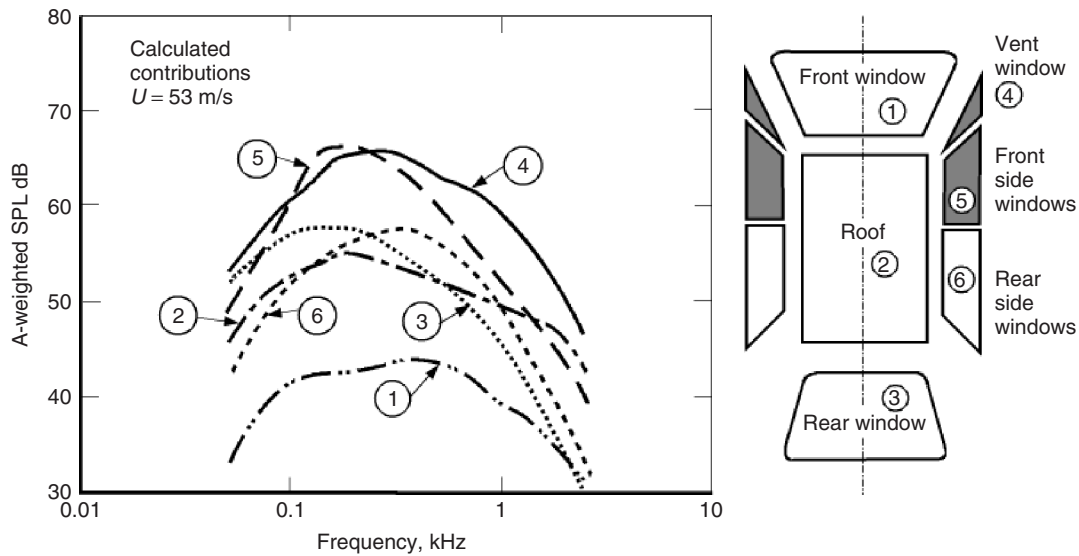 A-weighted SPL dB
80
70
60
50
40
30
Calculated
contributions
U = 53 m/s
5
4
2
6
3
1
0.01
0.1
1
10
Frequency, kHz
Front window
1
Vent
window
4
Front
side
windows
5
Roof
2
6
Rear
side
windows
3
Rear window